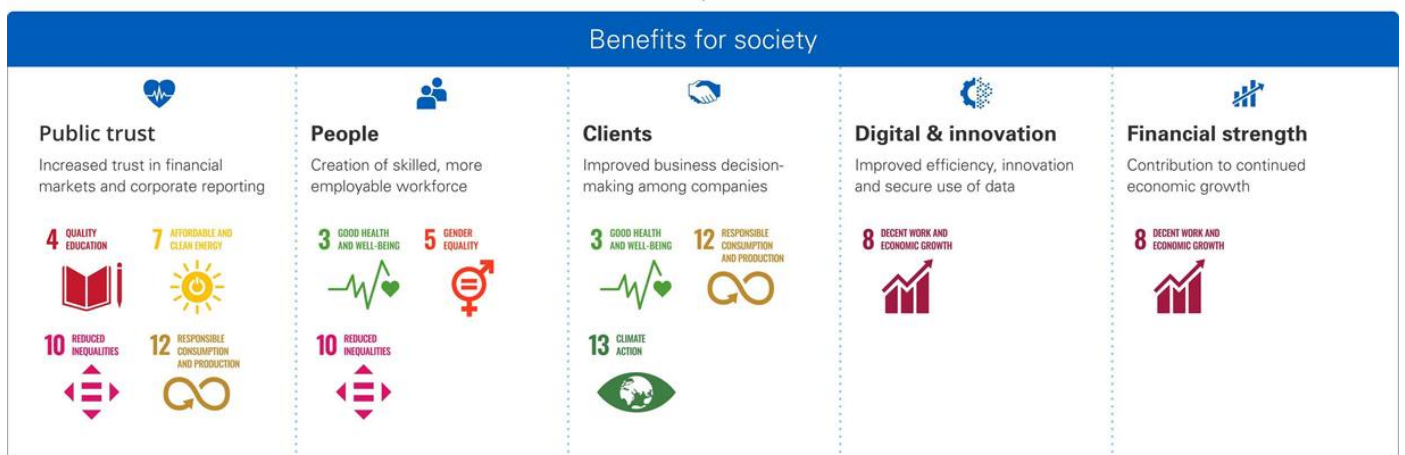 Benefits for society
Public trust
Increased trust in financial
markets and corporate reporting
4 QUALITY
EDUCATION
7 AFFORDABLE AND
CLEAN ENERGY
10 REDUCED
INEQUALITIES
12 RESPONSIBLE
CONSUMPTION
AND PRODUCTION
People
Creation of skilled, more
employable workforce
3 GOOD HEALTH
AND WELL-BEING
5 GENDER
EQUALITY
10 REDUCED
INEQUALITIES
Clients
Improved business decision-
making among companies
3 GOOD HEALTH
AND WELL-BEING
12 RESPONSIBLE
CONSUMPTION
AND PRODUCTION
13 CLIMATE
ACTION
Digital & innovation
Improved efficiency, innovation
and secure use of data
8 DECENT WORK AND
ECONOMIC GROWTH
Financial strength
Contribution to continued
economic growth
8 DECENT WORK AND
ECONOMIC GROWTH